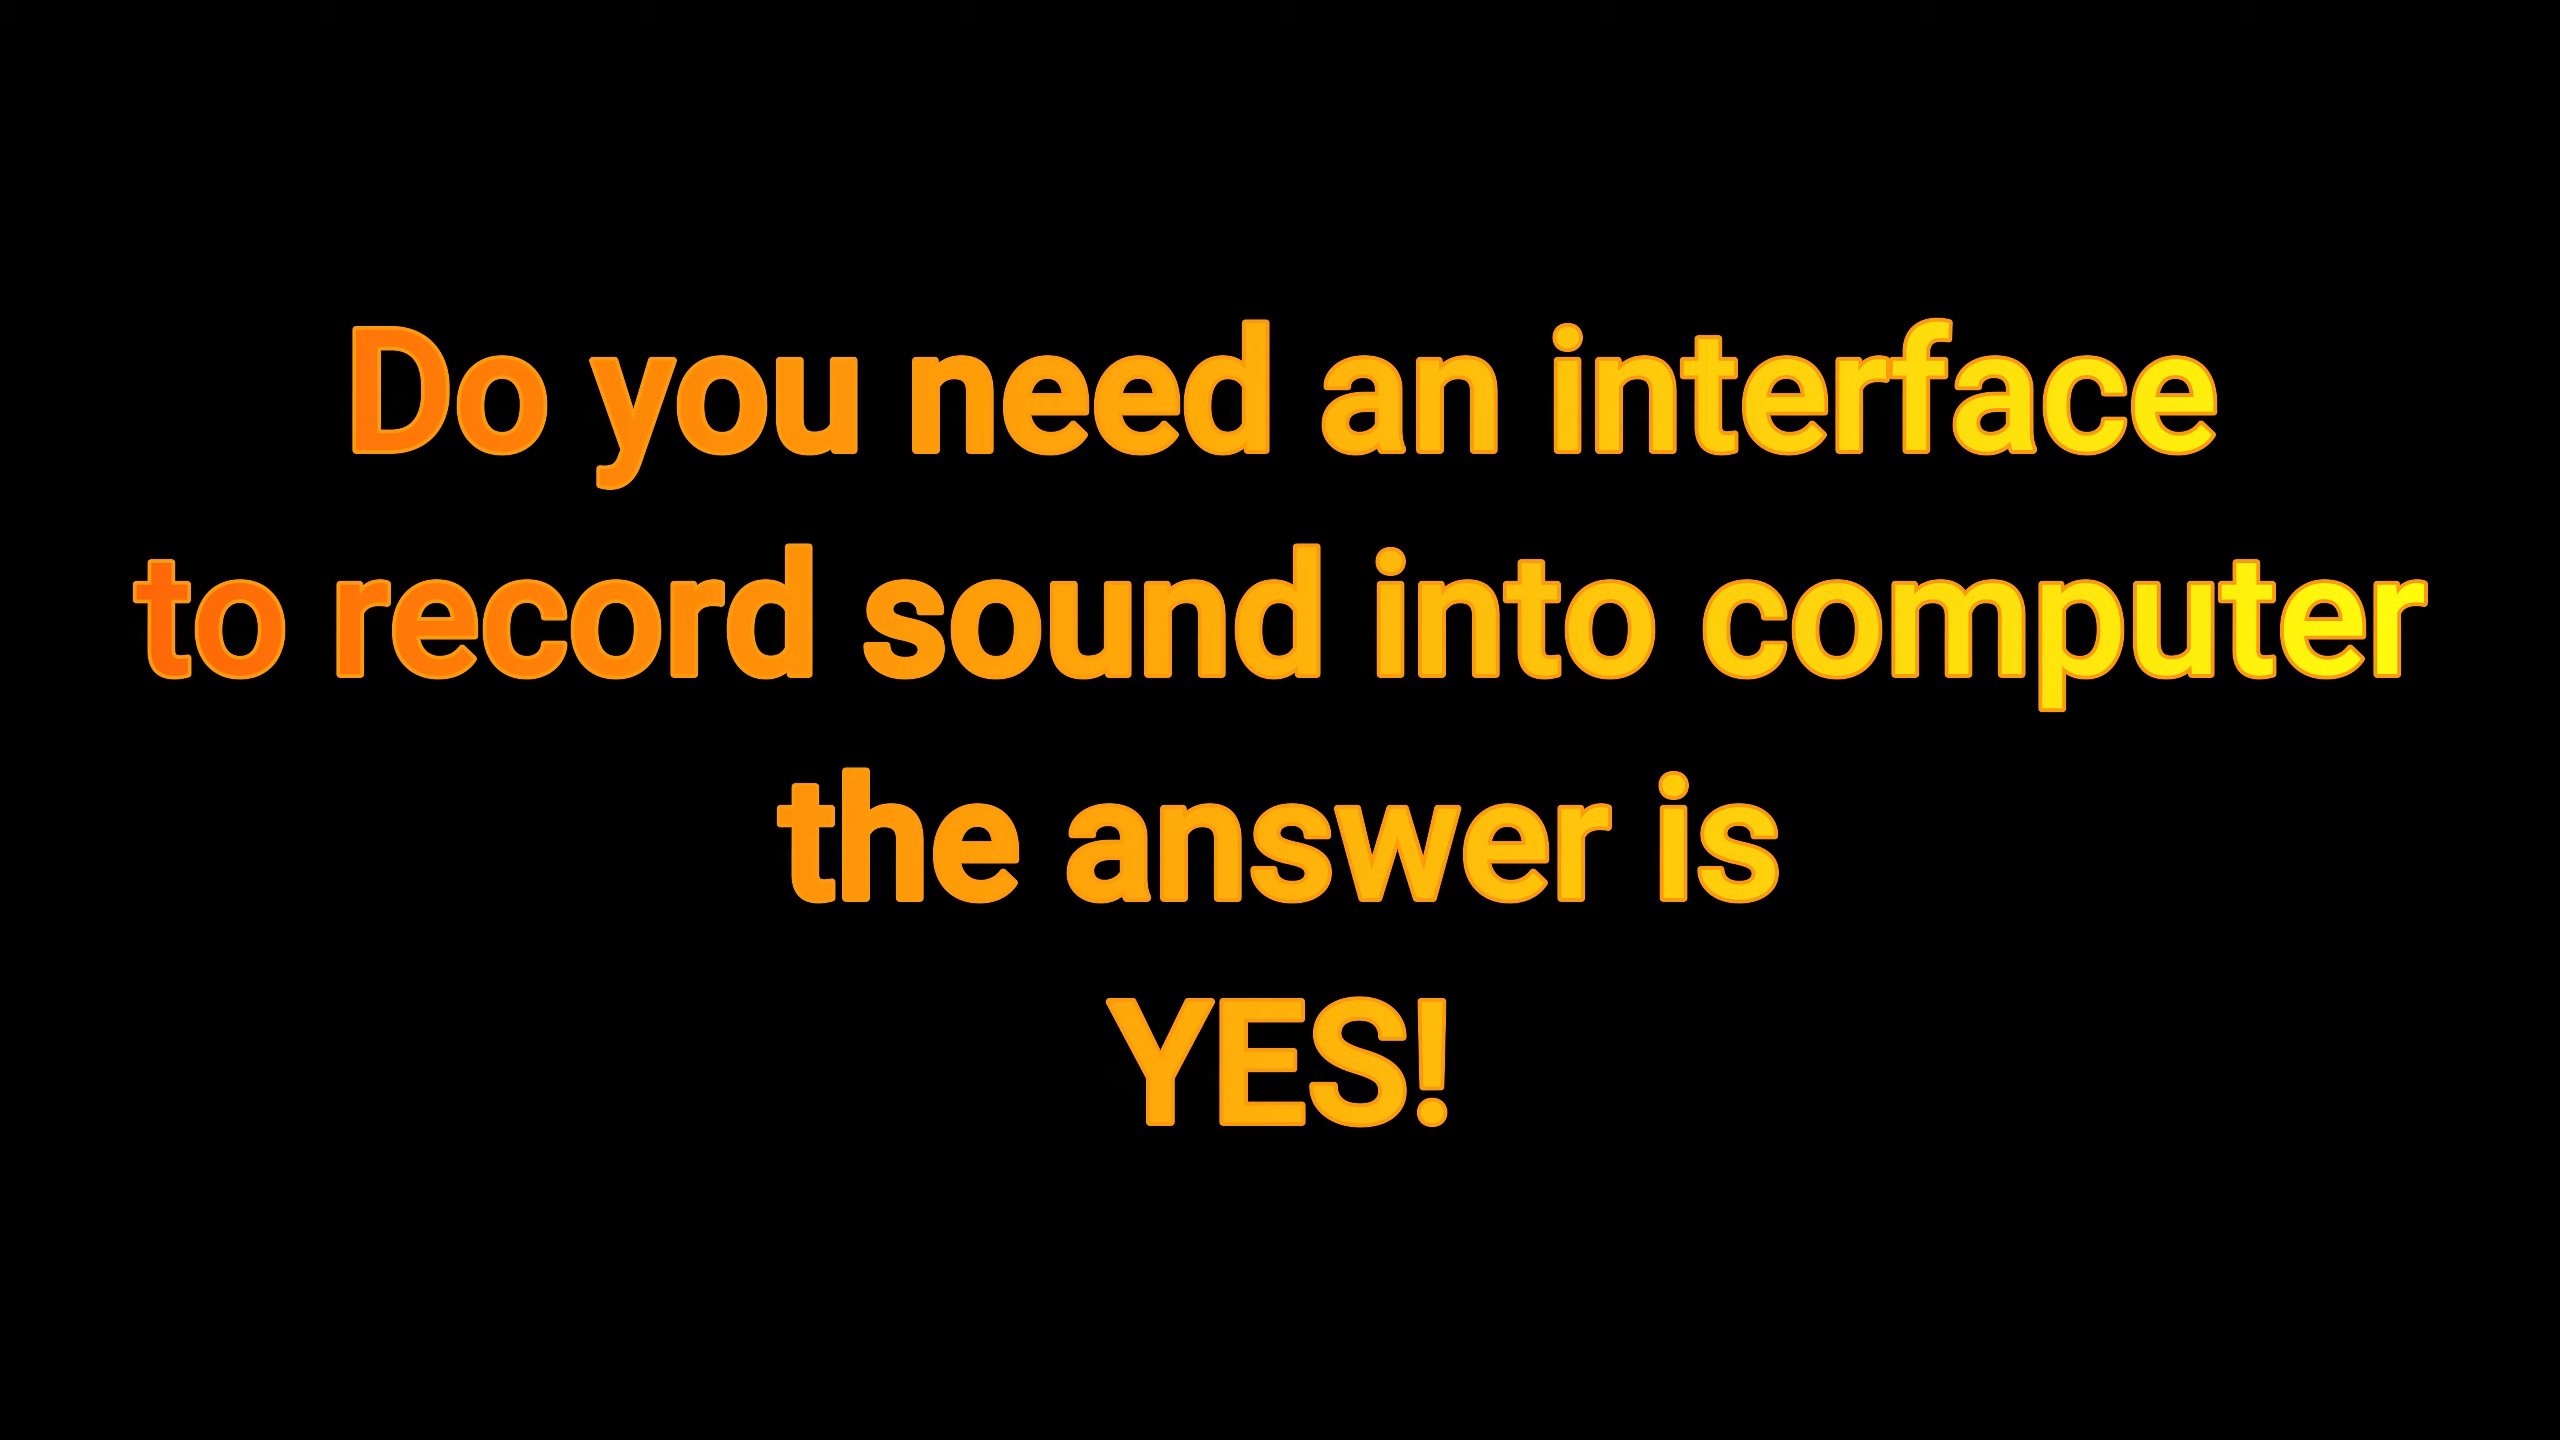 Do you need an interface
to record sound into computer
the answer is
YES!